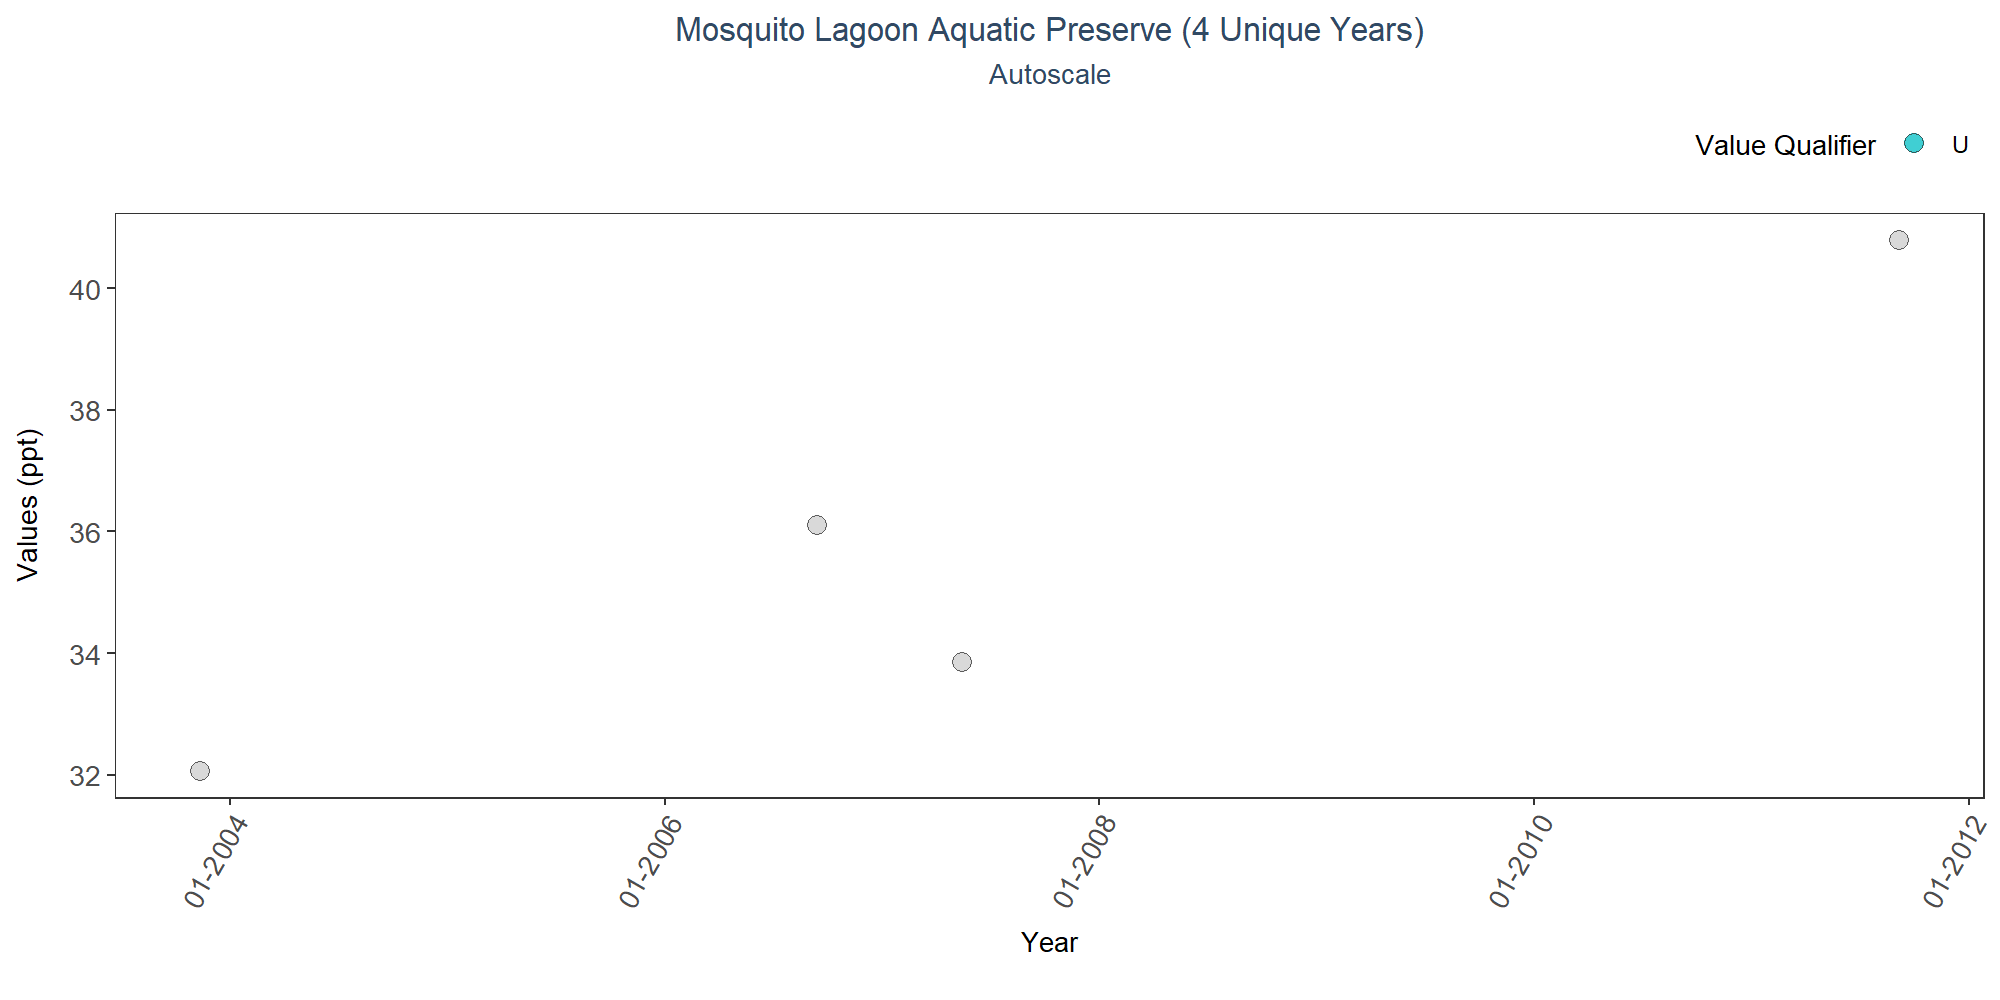 Mosquito Lagoon Aquatic Preserve (4 Unique Years)
Autoscale
Value Qualifier U
Values (ppt)
40
38
36
34
32
01-2004 01-2006 01-2008 01-2010 01-2012
Year